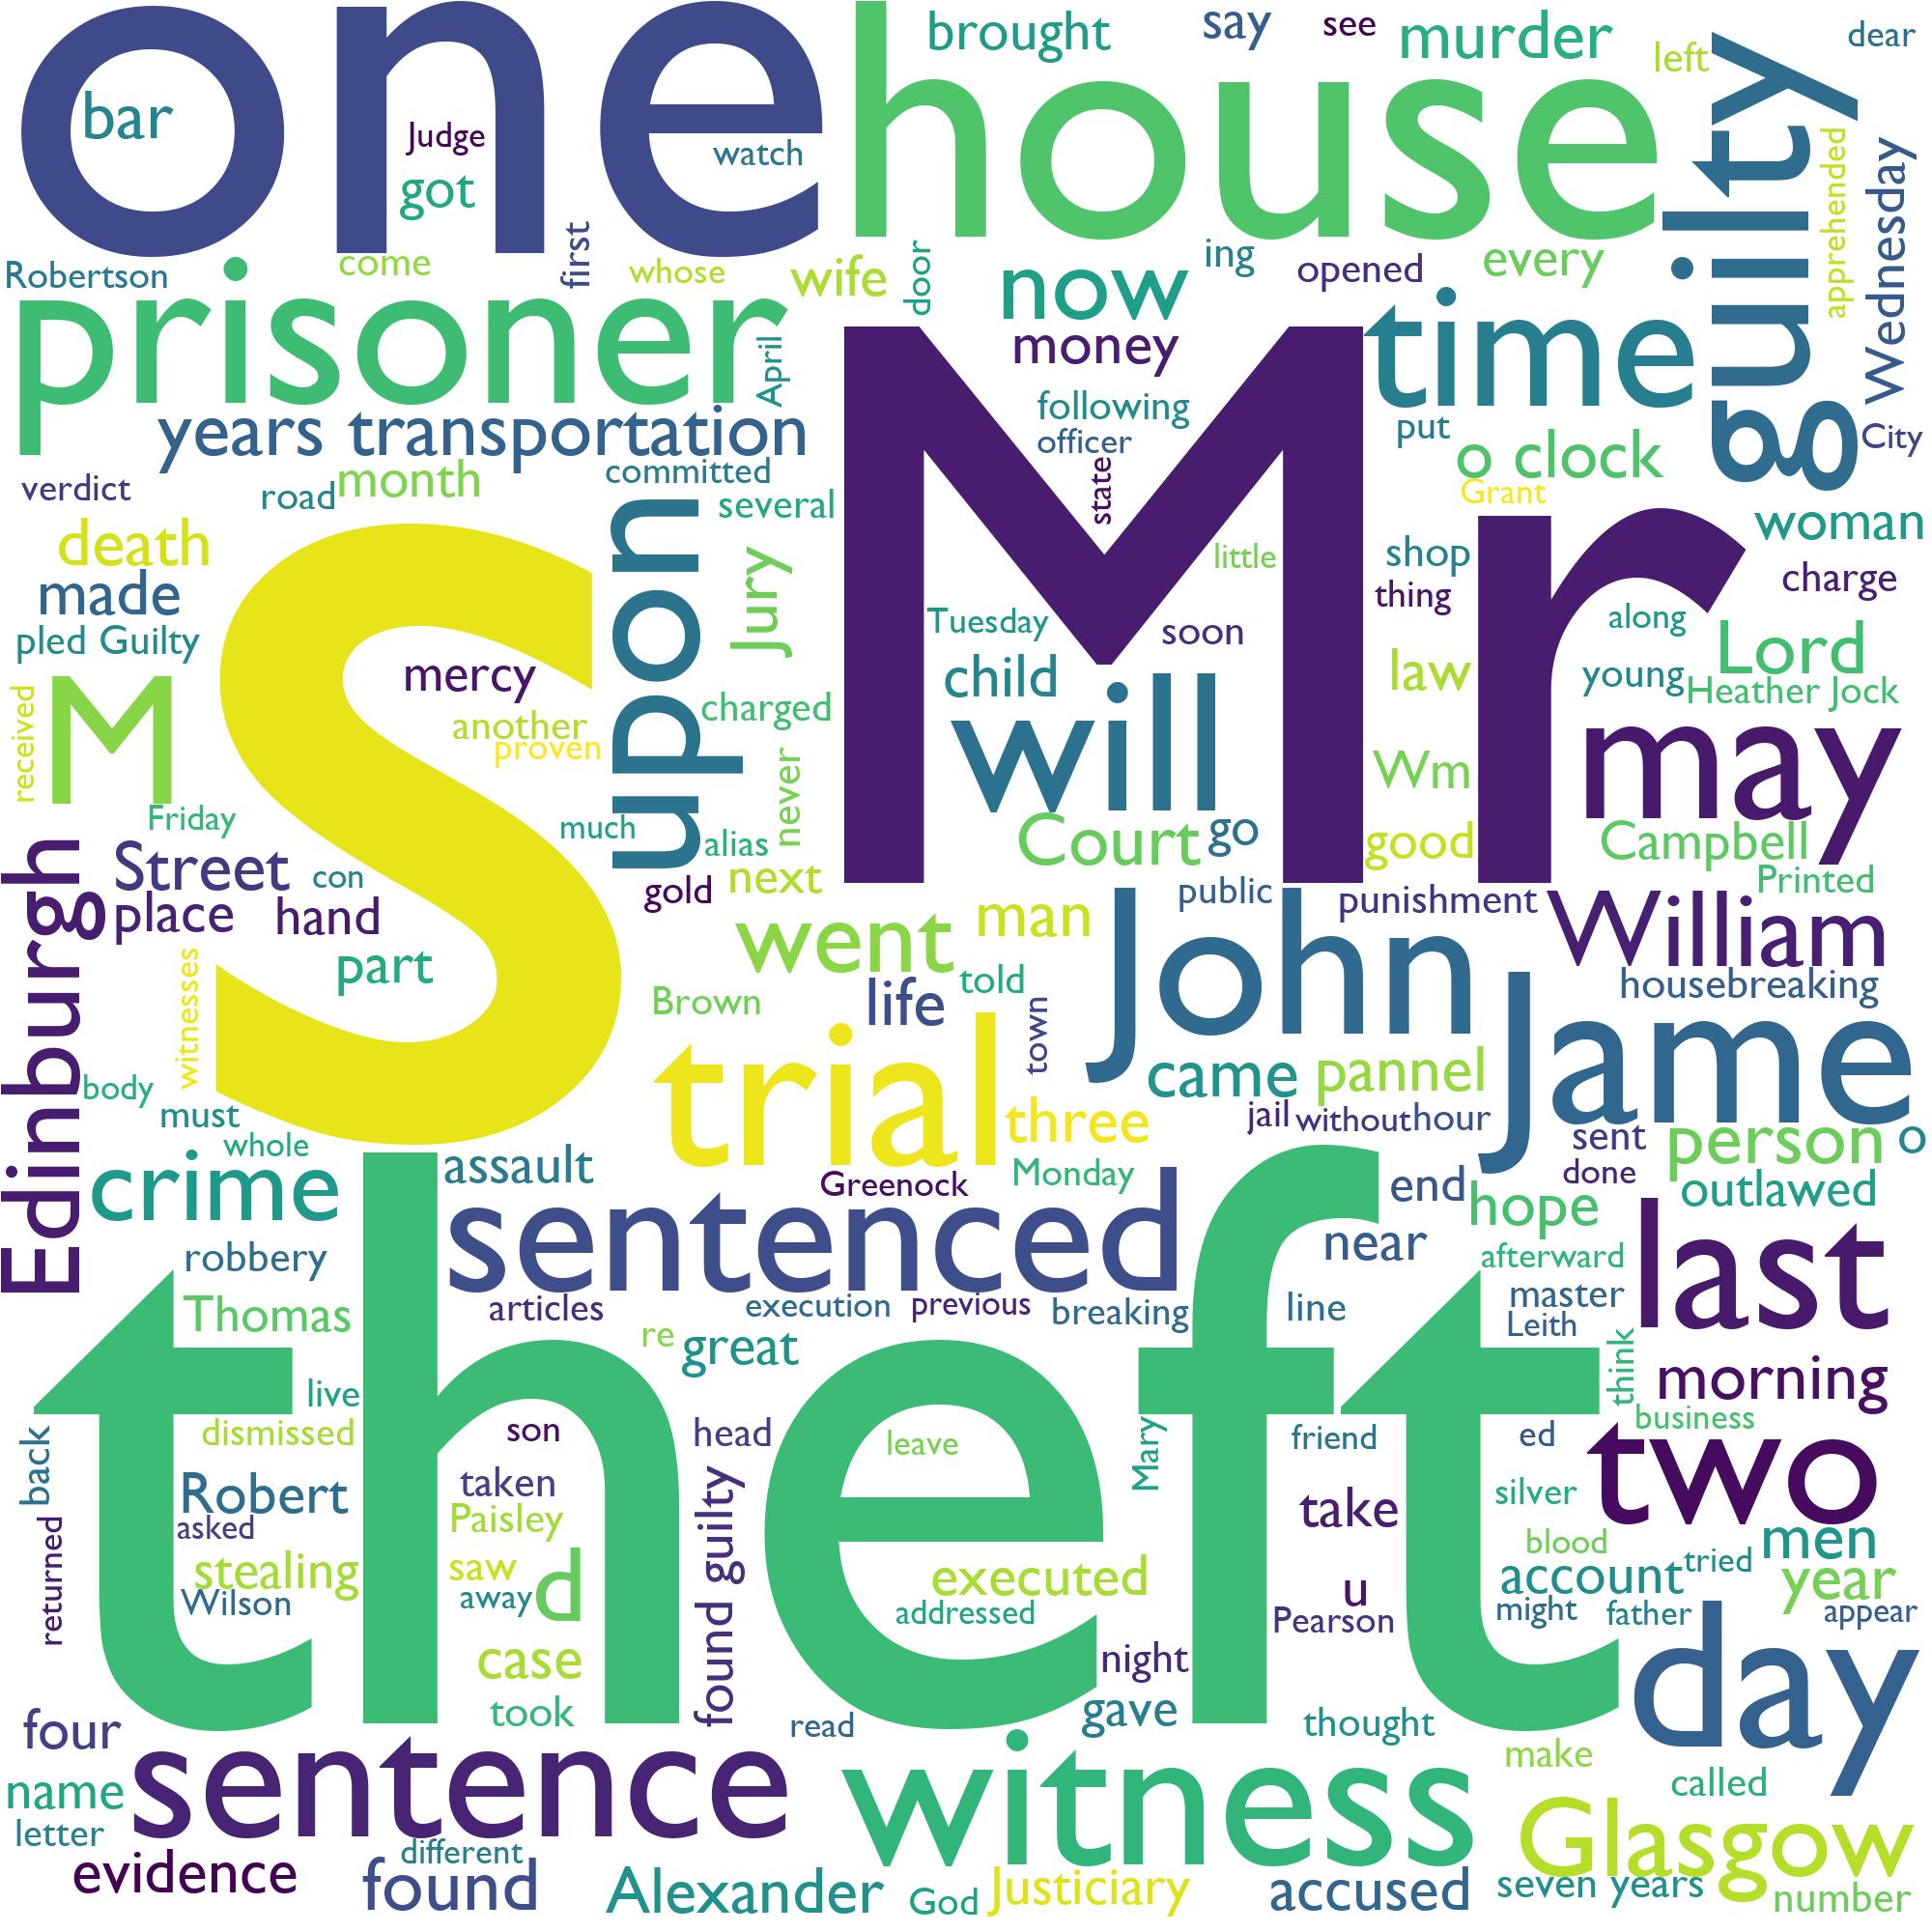 one
house
bar
Judge
got
watch
brought
say
see
murder
left
dear
guilty
apprehended
Wednesday
Robertson
come
first
whose
wife
door
now
ing
opened
every
prisoner
April
money
time
years transportation
following
officer
state
put
o clock
City
verdict
road
month
committed
several
Grant
death
upon
Jury
Mr
little
shop
woman
made
thing
charge
pled Guilty
S
mercy
Tuesday
soon
along
Lord
received
M
another
proven
charged
child
law
young
Heather Jock
never
will
Wm
may
Friday
much
alias
Court
go
good
Campbell
Edinburgh
Street
con
gold
next
public
punishment
Printed
place
hand
went
man
John
William
witnesses
part
Brown
life
told
housebreaking
town
trial
came
pannel
Jame
body
must
three
jail
without
hour
whole
sent
person
o
crime
assault
Greenock
Monday
done
end
outlawed
sentenced
hope
last
robbery
near
afterward
Thomas
articles
execution
previous
breaking
line
master
Leith
theft
re
great
think
morning
live
business
dismissed
son
head
leave
Mary
friend
ed
two
back
Robert
taken
found guilty
take
silver
asked
Paisley
blood
men
returned
stealing
saw
d
executed
account
tried
year
Wilson
away
addressed
u
Pearson
might
father
appear
case
night
day
took
read
gave
thought
four
sentence
witness
make
name
called
letter
different
Glasgow
evidence
found
Alexander
God
Justiciary
accused
seven years
number